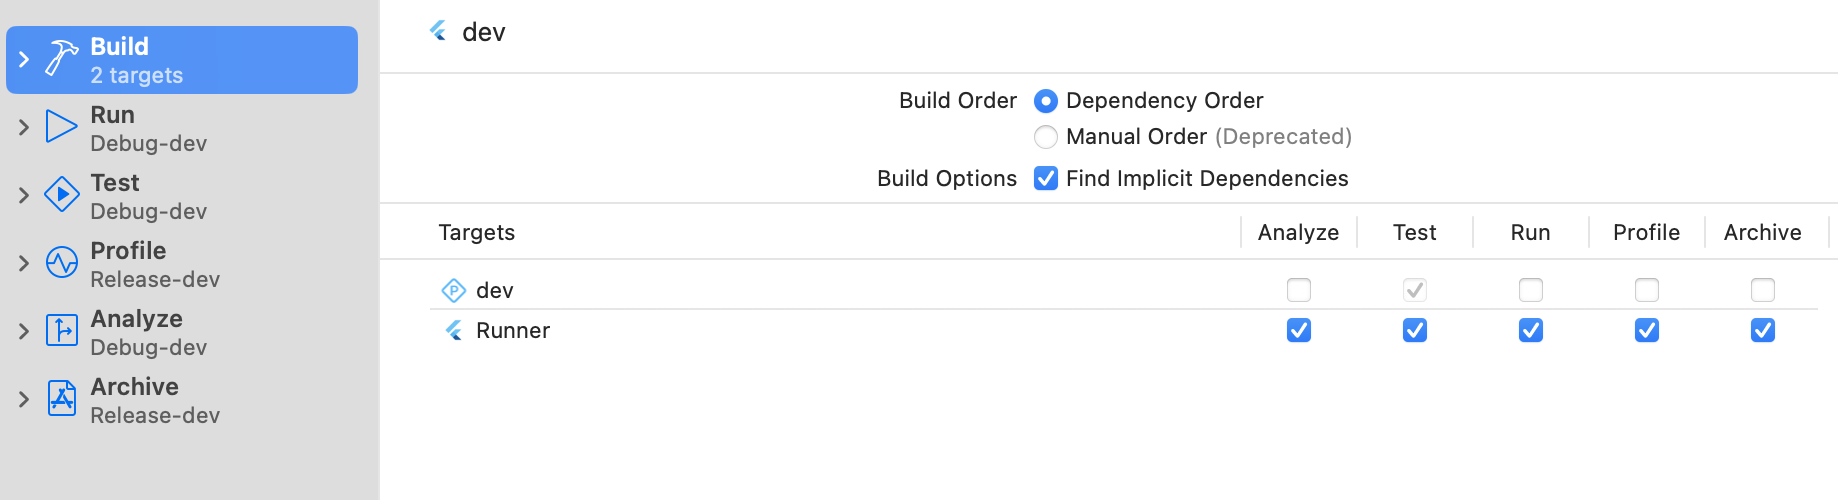 Build
2 targets
Run
Debug-dev
Test
Debug-dev
Profile
Release-dev
Analyze
Debug-dev
Archive
Release-dev
dev
Build Order Dependency Order
Manual Order (Deprecated)
Build Options Find Implicit Dependencies
Targets Analyze Test Run Profile Archive
P dev
Runner